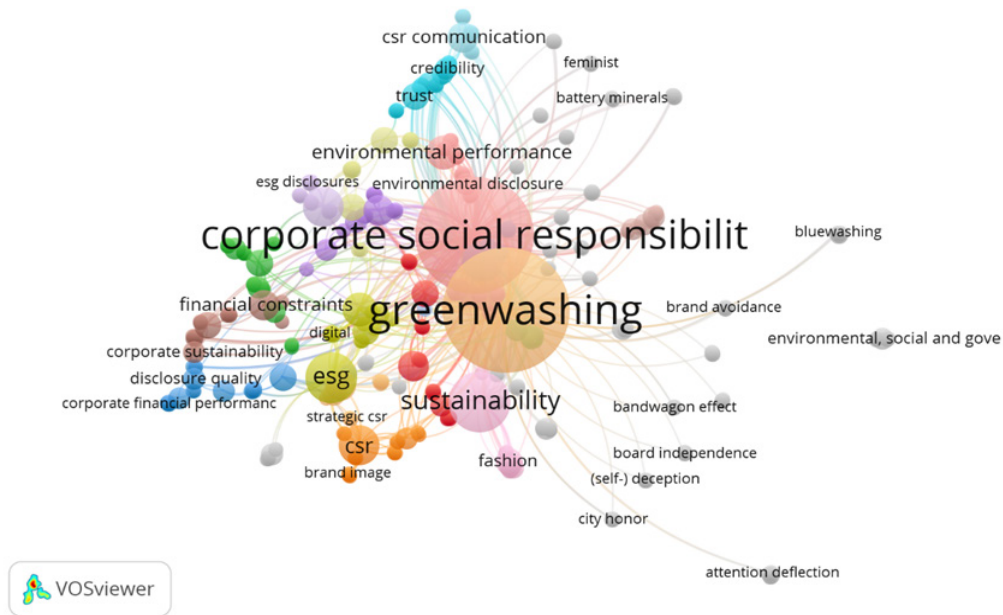 csr communication
feminist
credibility
trust
battery minerals
environmental performance
esg disclosures
environmental disclosure
corporate social responsibilit
bluewashing
financial constraints
greenwashing
brand avoidance
digital
environmental, social and gove
corporate sustainability
disclosure quality
esg
corporate financial performanc
sustainability
strategic csr
bandwagon effect
csr
brand image
fashion
board independence
(self-) deception
city honor
attention deflection
VOSviewer